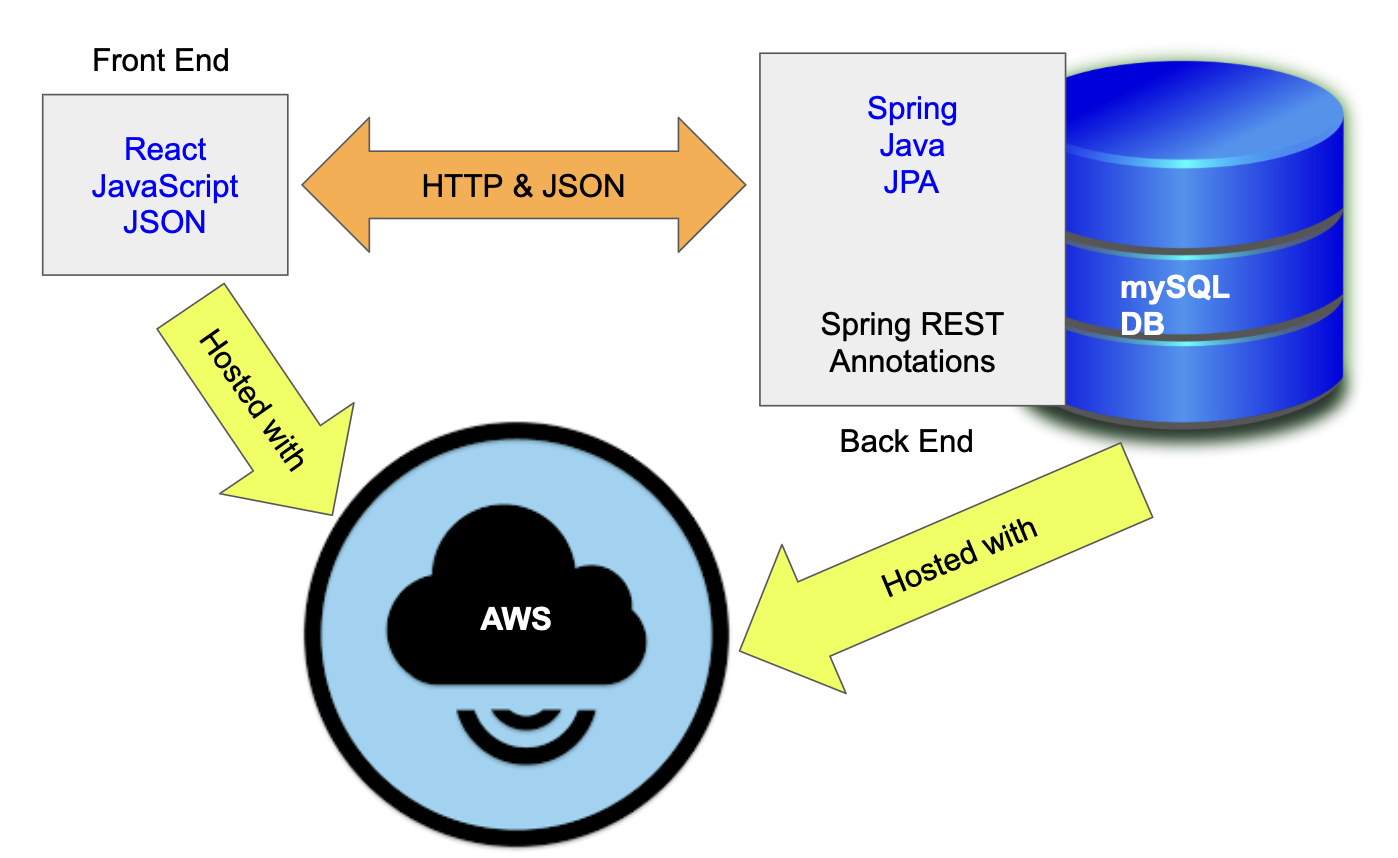 Front End
React
JavaScript
JSON
HTTP & JSON
Spring
Java
JPA
Spring REST
Annotations
mySQL
DB
Back End
Hosted with
Hosted with
AWS